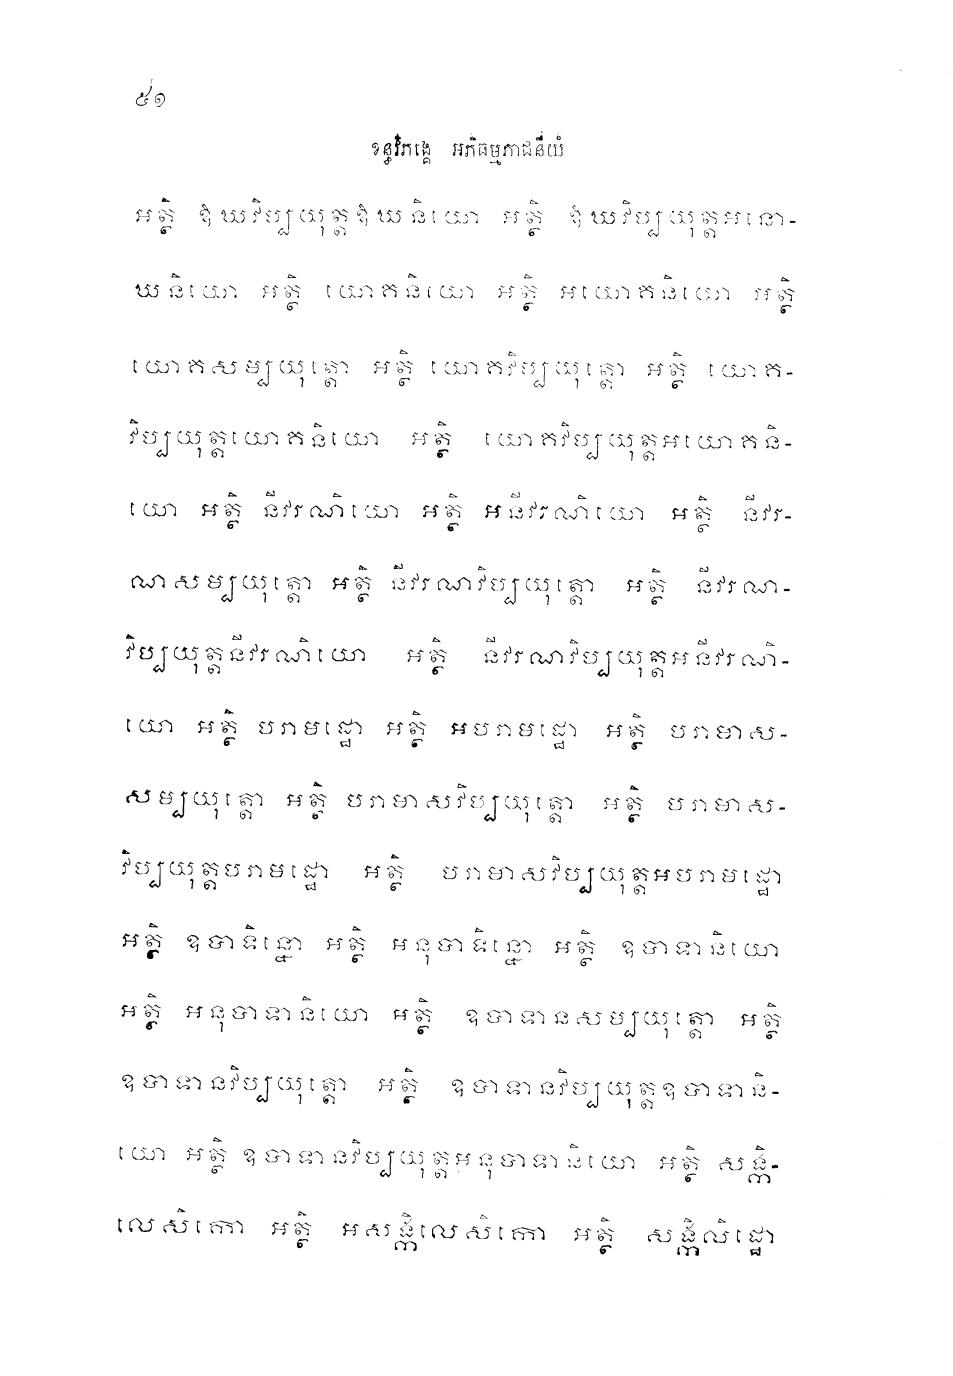 ៥១
ខន្ធវិភង្គេ អភិធម្មភាជនីយំ
អត្ថិ ឱឃវិប្បយុត្តឱឃនិយោ អត្ថិ ឱឃវិប្បយុត្តអនោ-
ឃនិយោ អត្ថិ យោគនិយោ អត្ថិ អយោគនិយោ អត្ថិ
យោគសម្បយុត្តោ អត្ថិ យោគវិប្បយុត្តោ អត្ថិ យោគ-
វិប្បយុត្តយោគនិយោ អត្ថិ យោគវិប្បយុត្តអយោគនិ-
យោ អត្ថិ នីវរណិយោ អត្ថិ អនីវរណិយោ អត្ថិ នីវរ-
ណសម្បយុត្តោ អត្ថិ នីវរណវិប្បយុត្តោ អត្ថិ នីវរណ-
វិប្បយុត្តនីវរណិយោ អត្ថិ នីវរណវិប្បយុត្តអនីវរណិ-
យោ អត្ថិ បរាមដ្ឋោ អត្ថិ អបរាមដ្ឋោ អត្ថិ បរាមាស-
សម្បយុត្តោ អត្ថិ បរាមាសវិប្បយុត្តោ អត្ថិ បរាមាស-
វិប្បយុត្តបរាមដ្ឋោ អត្ថិ បរាមាសវិប្បយុត្តអបរាមដ្ឋោ
អត្ថិ ឧបាទិន្នោ អត្ថិ អនុបាទិន្នោ អត្ថិ ឧបាទានិយោ
អត្ថិ អនុបាទានិយោ អត្ថិ ឧបាទានសម្បយុត្តោ អត្ថិ
ឧបាទានវិប្បយុត្តោ អត្ថិ ឧបាទានវិប្បយុត្តឧបាទានិ-
យោ អត្ថិ ឧបាទានវិប្បយុត្តអនុបាទានិយោ អត្ថិ សង្កិ-
លេសិកោ អត្ថិ អសង្កិលេសិកោ អត្ថិ សង្កិលិដ្ឋោ